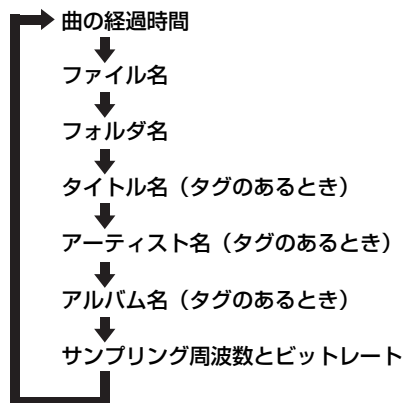 曲の経過時間
ファイル名
フォルダ名
タイトル名（タグのあるとき）
アーティスト名（タグのあるとき）
アルバム名（タグのあるとき）
サンプリング周波数とビットレート